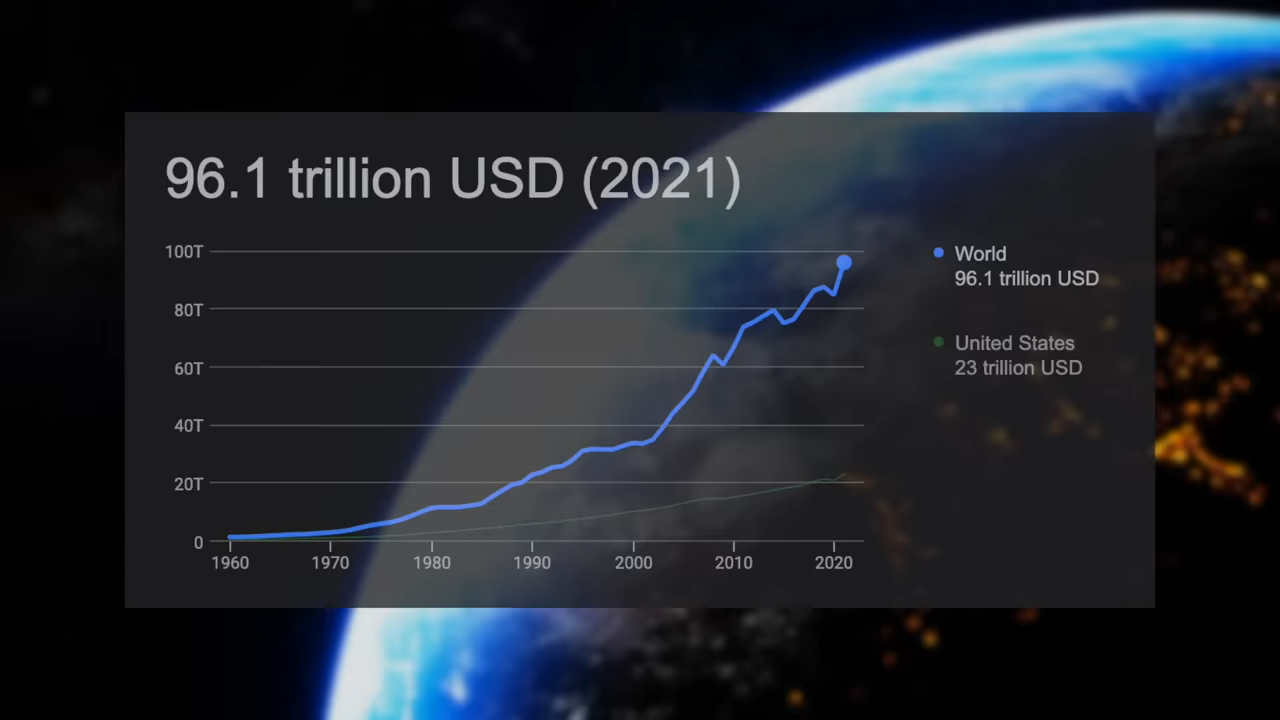 96.1 trillion USD (2021)
100T
80T
60T
40T
20T
0
1960 1970 1980 1990 2000 2010 2020
World
96.1 trillion USD
United States
23 trillion USD